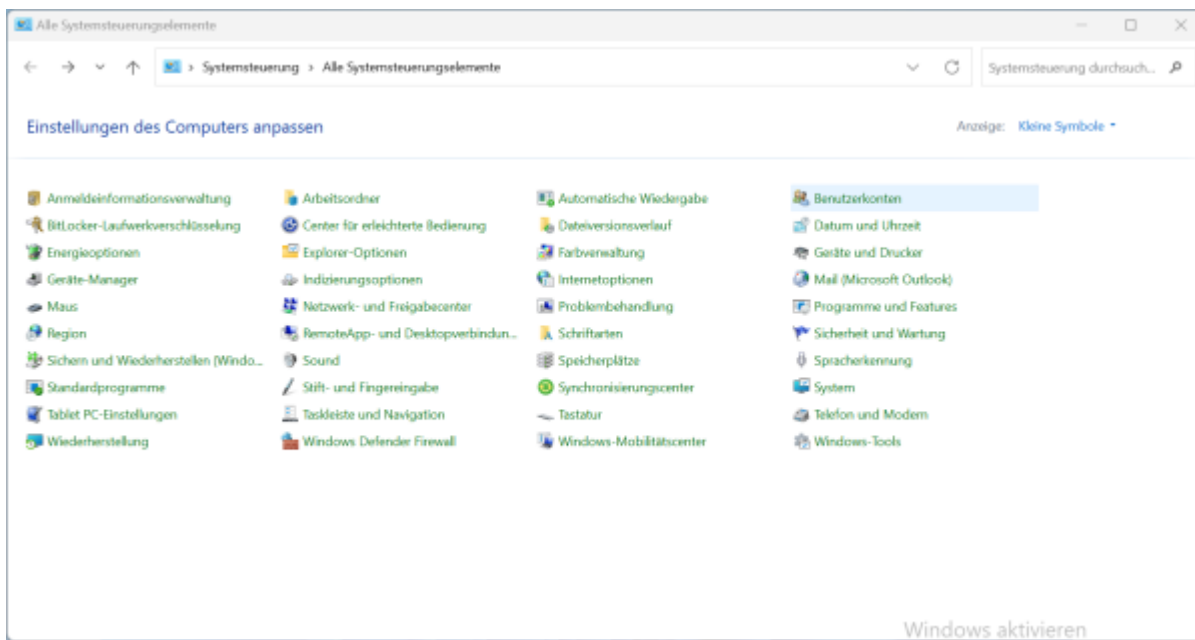 Alle Systemsteuerungselemente
Systemsteuerung > Alle Systemsteuerungselemente
Systemsteuerung durchsuch...
Einstellungen des Computers anpassen
Anzeige: Kleine Symbole
Anmeldeinformationsverwaltung Arbeitsordner Automatische Wiedergabe Benutzerkonten
BitLocker-Laufwerkverschlüsselung Center für erleichterte Bedienung Dateiversionsverlauf Datum und Uhrzeit
Energieoptionen Explorer-Optionen Farbverwaltung Geräte und Drucker
Geräte-Manager Indizierungsoptionen Internetoptionen Mail (Microsoft Outlook)
Maus Netzwerk- und Freigabecenter Problembehandlung Programme und Features
Region RemoteApp- und Desktopverbindun... Schriftarten Sicherheit und Wartung
Sichern und Wiederherstellen (Windo... Sound Speicherplätze Spracherkennung
Standardprogramme Stift- und Fingereingabe Synchronisierungscenter System
Tablet PC-Einstellungen Taskleiste und Navigation Tastatur Telefon und Modem
Wiederherstellung Windows Defender Firewall Windows-Mobilitätscenter Windows-Tools
Windows aktivieren